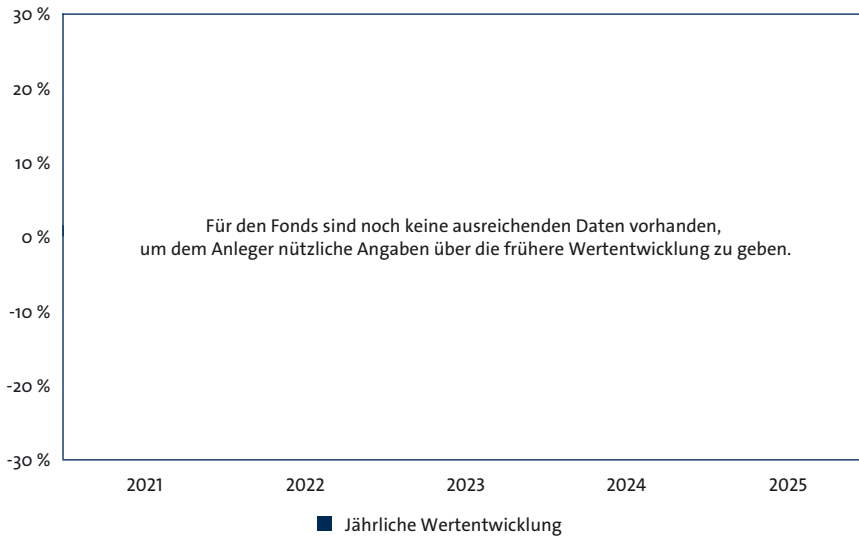 30 %
20 %
10 %
0 %
-10 %
-20 %
-30 %
Für den Fonds sind noch keine ausreichenden Daten vorhanden,
um dem Anleger nützliche Angaben über die frühere Wertentwicklung zu geben.
2021 2022 2023 2024 2025
Jährliche Wertentwicklung